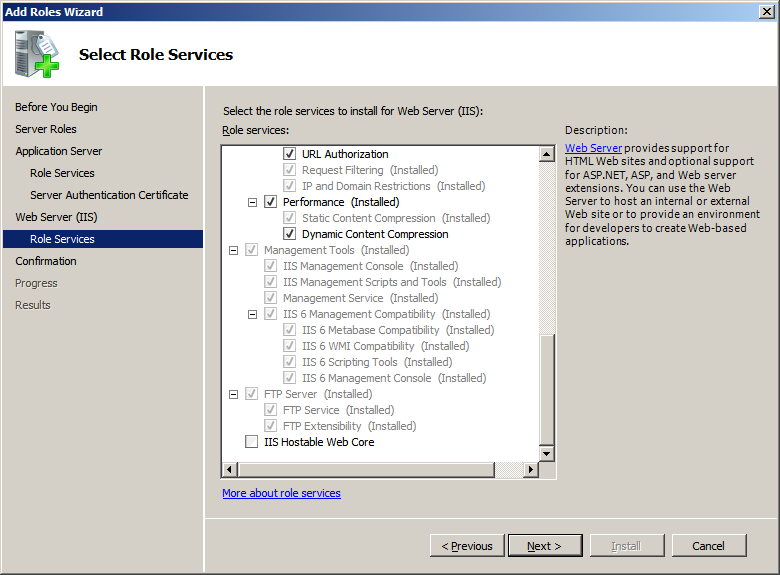 Add Roles Wizard
Select Role Services
Before You Begin
Server Roles
Application Server
Role Services
Server Authentication Certificate
Web Server (IIS)
Role Services
Confirmation
Progress
Results
Select the role services to install for Web Server (IIS):
Role services:
URL Authorization
Request Filtering (Installed)
IP and Domain Restrictions (Installed)
Performance (Installed)
Static Content Compression (Installed)
Dynamic Content Compression
Management Tools (Installed)
IIS Management Console (Installed)
IIS Management Scripts and Tools (Installed)
Management Service (Installed)
IIS 6 Management Compatibility (Installed)
IIS 6 Metabase Compatibility (Installed)
IIS 6 WMI Compatibility (Installed)
IIS 6 Scripting Tools (Installed)
IIS 6 Management Console (Installed)
FTP Server (Installed)
FTP Service (Installed)
FTP Extensibility (Installed)
IIS Hostable Web Core
More about role services
Description:
Web Server provides support for
HTML Web sites and optional support
for ASP.NET, ASP, and Web server
extensions. You can use the Web
Server to host an internal or external
Web site or to provide an environment
for developers to create Web-based
applications.
< Previous
Next >
Install
Cancel